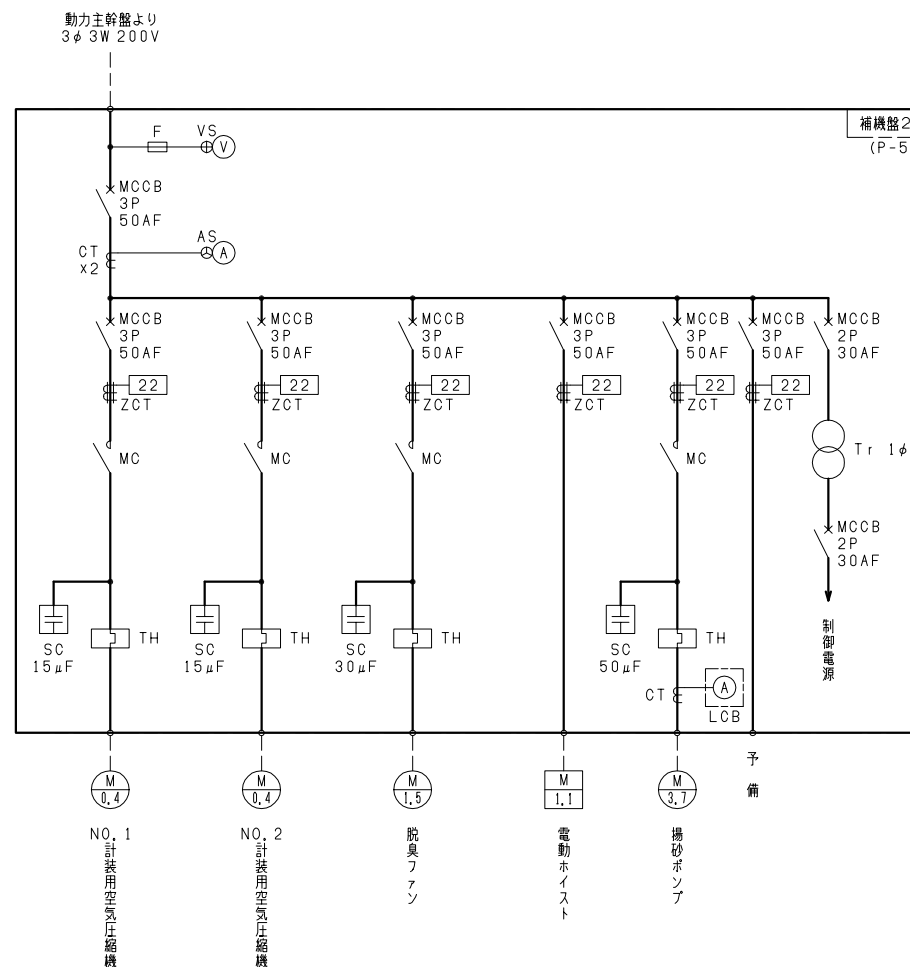 動力主幹盤より
3φ 3W 200V
補機盤2
(P-5
F
VS
V
MCCB
3P
50AF
CT
x2
AS
A
MCCB
3P
50AF
MCCB
3P
50AF
MCCB
3P
50AF
MCCB
3P
50AF
MCCB
3P
50AF
MCCB
3P
50AF
MCCB
2P
30AF
22
ZCT
22
ZCT
22
ZCT
22
ZCT
22
ZCT
22
ZCT
MC
MC
MC
MC
Tr 1φ
MCCB
2P
30AF
制御電源
SC
15μF
TH
SC
15μF
TH
SC
30μF
TH
SC
50μF
TH
CT
A
LCB
M
0.4
NO.1
計装用空気圧縮機
M
0.4
NO.2
計装用空気圧縮機
M
1.5
脱臭ファン
M
1.1
電動ホイスト
M
3.7
揚砂ポンプ
予備